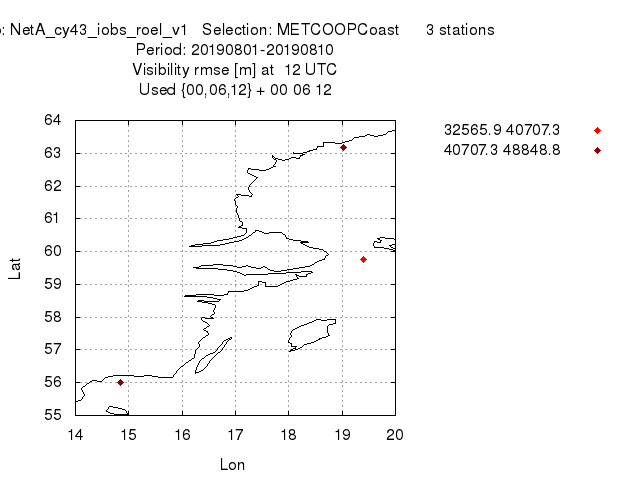 : NetA_cy43_iobs_roel_v1 Selection: METCOOPCoast 3 stations
Period: 20190801-20190810
Visibility rmse [m] at 12 UTC
Used {00,06,12} + 00 06 12
64
63
62
61
60
59
58
57
56
55
Lat
14 15 16 17 18 19 20
Lon
32565.9 40707.3
40707.3 48848.8